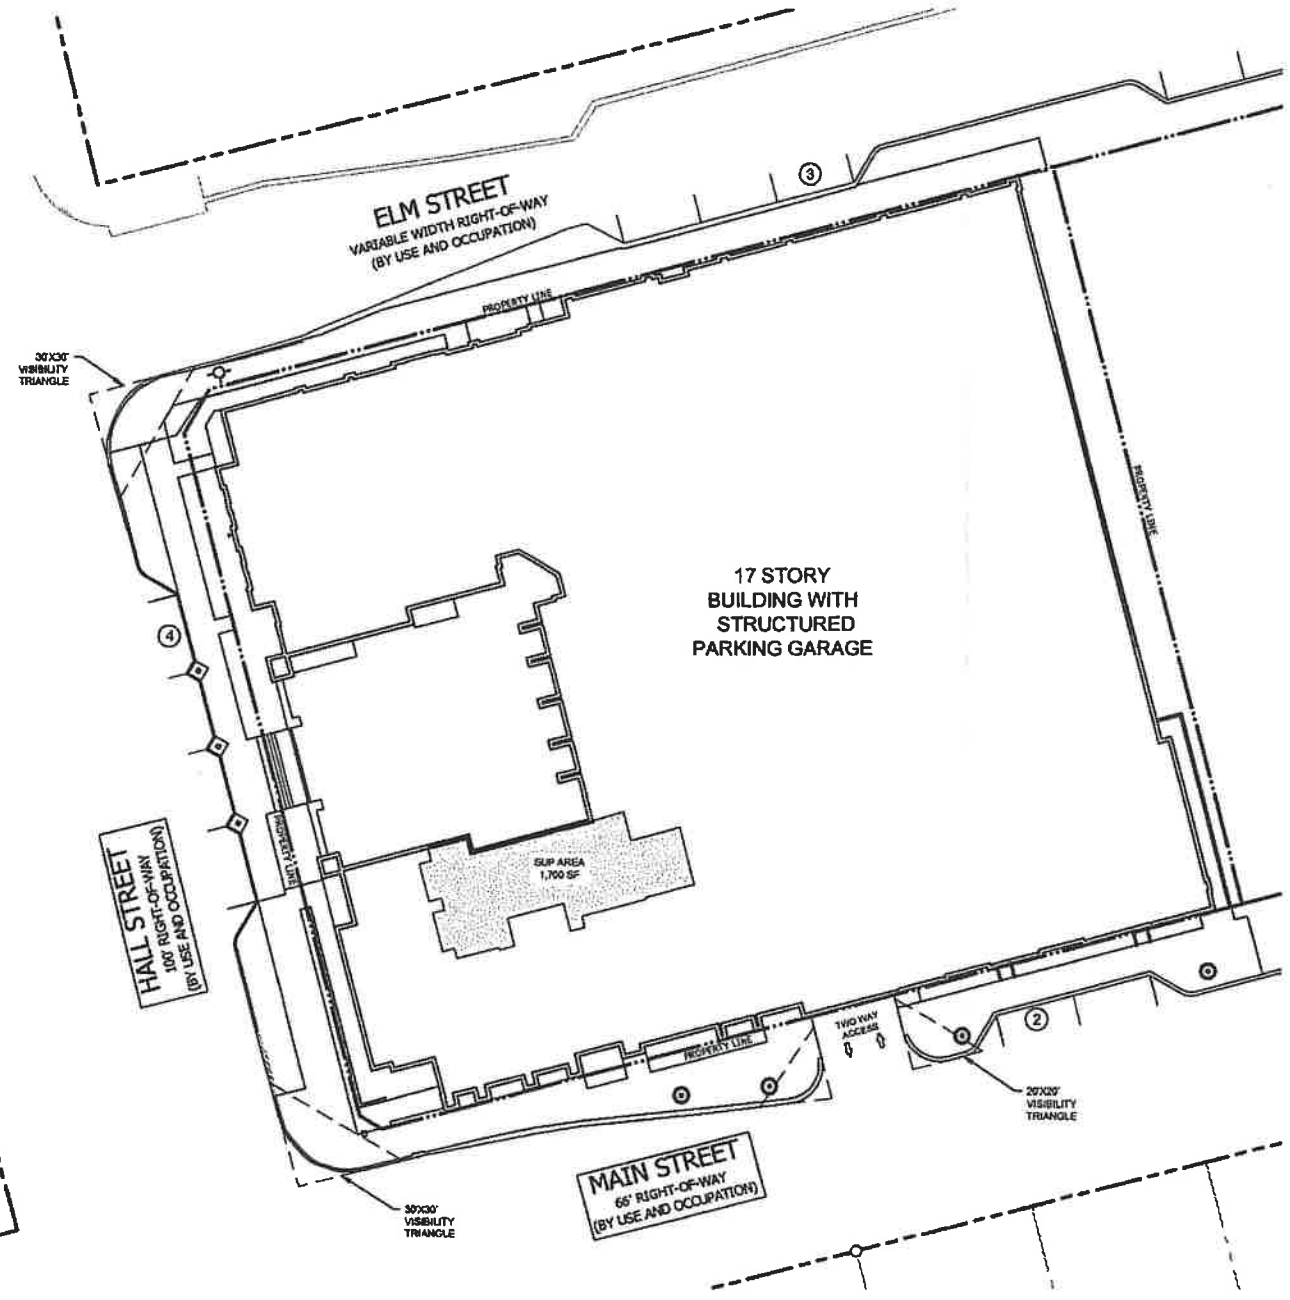 ELM STREET
VARIABLE WIDTH RIGHT-OF-WAY
(BY USE AND OCCUPATION)
3
PROPERTY LINE
30'X30'
VISIBILITY
TRIANGLE
PROPERTY LINE
17 STORY
BUILDING WITH
STRUCTURED
PARKING GARAGE
4
HALL STREET
100' RIGHT-OF-WAY
(BY USE AND OCCUPATION)
PROPERTY LINE
SUP AREA
1,700 SF
TWO WAY
ACCESS
2
PROPERTY LINE
20'X20'
VISIBILITY
TRIANGLE
MAIN STREET
66' RIGHT-OF-WAY
(BY USE AND OCCUPATION)
30'X30'
VISIBILITY
TRIANGLE